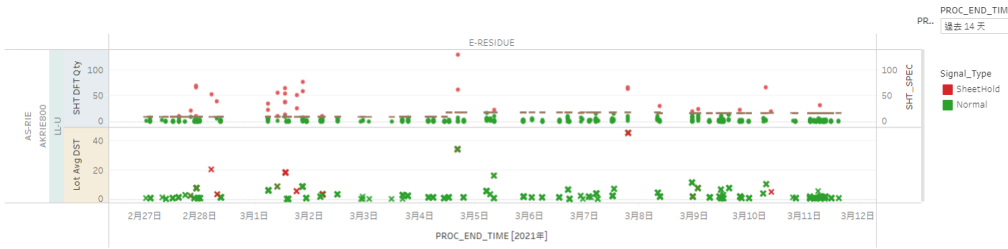 PROC_END_TIM
PR..
過去 14 天
E-RESIDUE
Signal_Type
SheetHold
Normal
AS-RIE
AKRIEB00
LL-U
SHT DFT Qty
100
50
0
100
50
0
SHT_SPEC
Lot Avg DST
40
20
0
2月27日
2月28日
3月1日
3月2日
3月3日
3月4日
3月5日
3月6日
3月7日
3月8日
3月9日
3月10日
3月11日
3月12日
PROC_END_TIME [2021年]